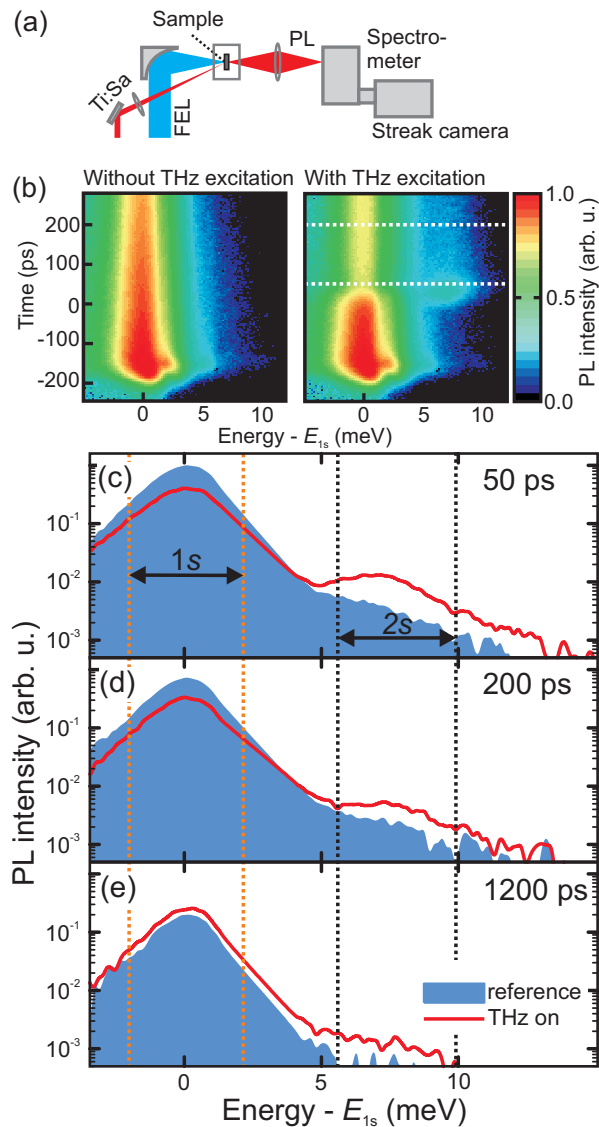 (a)
Sample
PL
Spectro-
meter
Ti:Sa
FEL
Streak camera
(b)
Without THz excitation With THz excitation
200
100
0
-100
-200
Time (ps)
0 5 10 0 5 10
Energy - E1s (meV)
1.0
0.5
0.0
PL intensity (arb. u.)
(c)
50 ps
10-1
10-2
10-3
1s
2s
(d)
200 ps
10-1
10-2
10-3
PL intensity (arb. u.)
(e)
1200 ps
10-1
10-2
10-3
reference
THz on
0 5 10
Energy - E1s (meV)